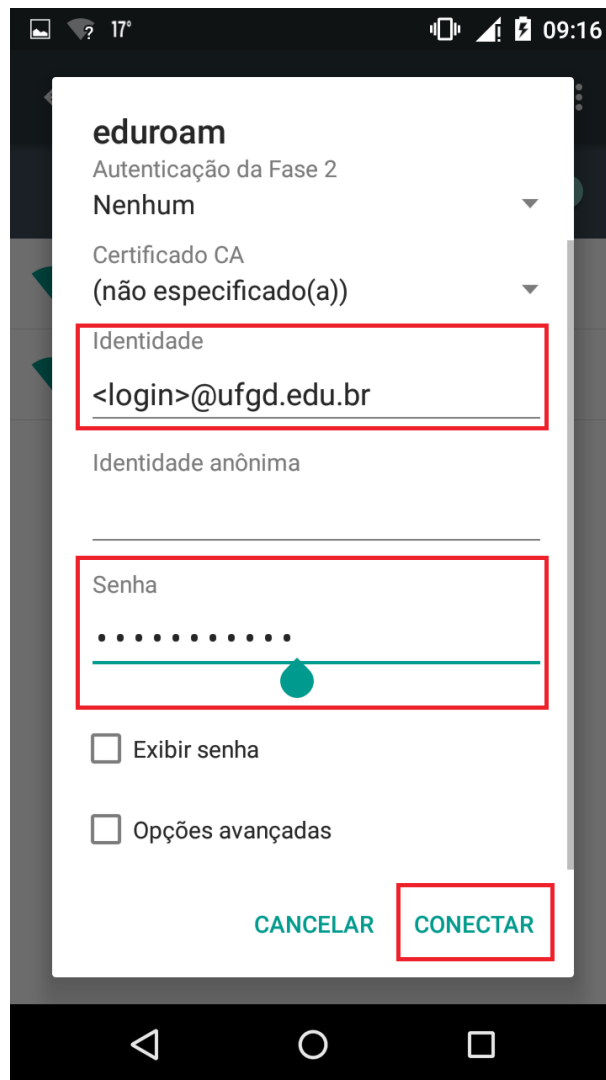 17° 09:16
eduroam
Autenticação da Fase 2
Nenhum
Certificado CA
(não especificado(a))
Identidade
<login>@ufgd.edu.br
Identidade anônima
Senha
• • • • • • • • • • •
Exibir senha
Opções avançadas
CANCELAR CONECTAR